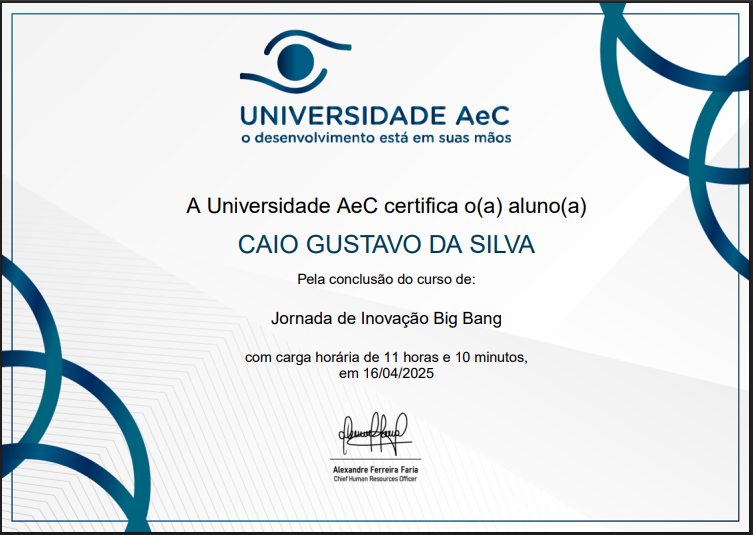 UNIVERSIDADE AeC
o desenvolvimento está em suas mãos
A Universidade AeC certifica o(a) aluno(a)
CAIO GUSTAVO DA SILVA
Pela conclusão do curso de:
Jornada de Inovação Big Bang
com carga horária de 11 horas e 10 minutos,
em 16/04/2025
Alexandre Ferreira Faria
Chief Human Resources Officer